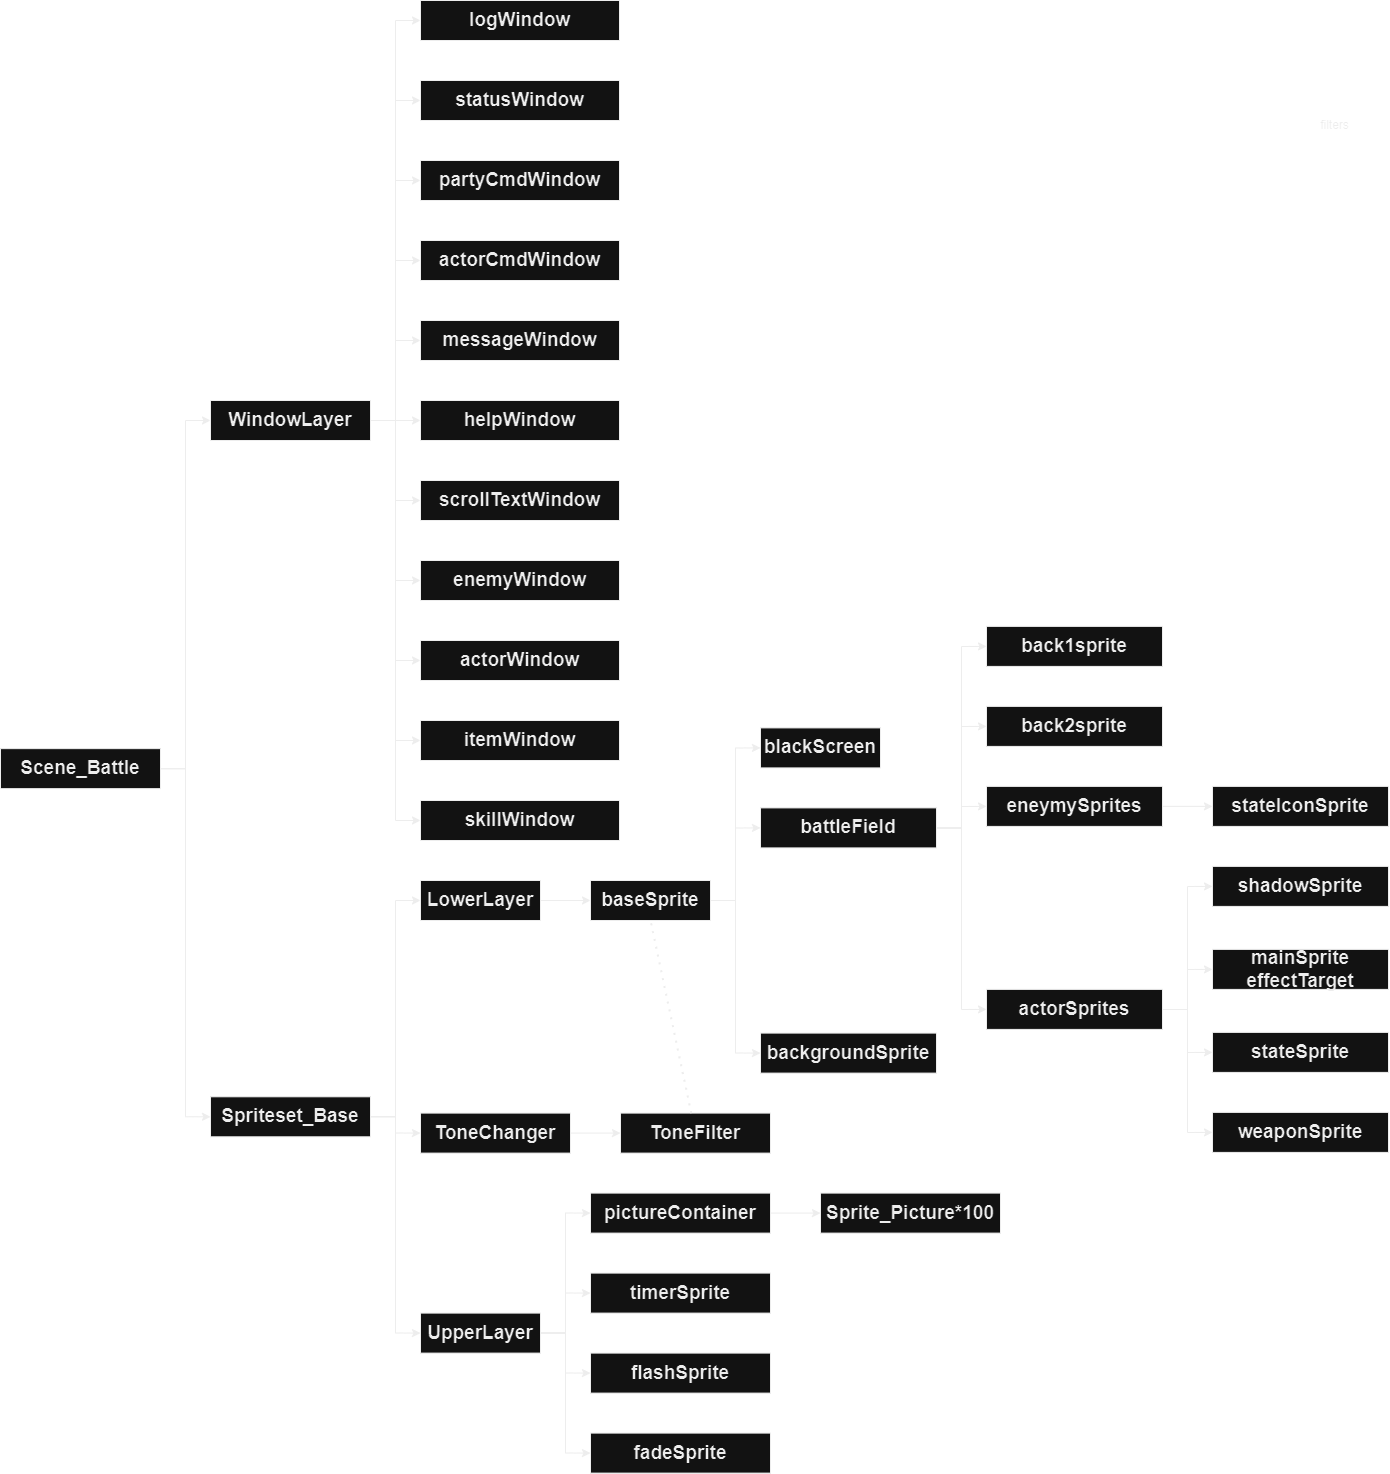 logWindow
statusWindow
filters
partyCmdWindow
actorCmdWindow
messageWindow
WindowLayer
helpWindow
scrollTextWindow
enemyWindow
back1sprite
actorWindow
back2sprite
itemWindow
blackScreen
Scene_Battle
eneymySprites
stateIconSprite
skillWindow
battleField
shadowSprite
LowerLayer
baseSprite
mainSprite
effectTarget
actorSprites
stateSprite
backgroundSprite
Spriteset_Base
ToneChanger
ToneFilter
weaponSprite
pictureContainer
Sprite_Picture*100
timerSprite
UpperLayer
flashSprite
fadeSprite